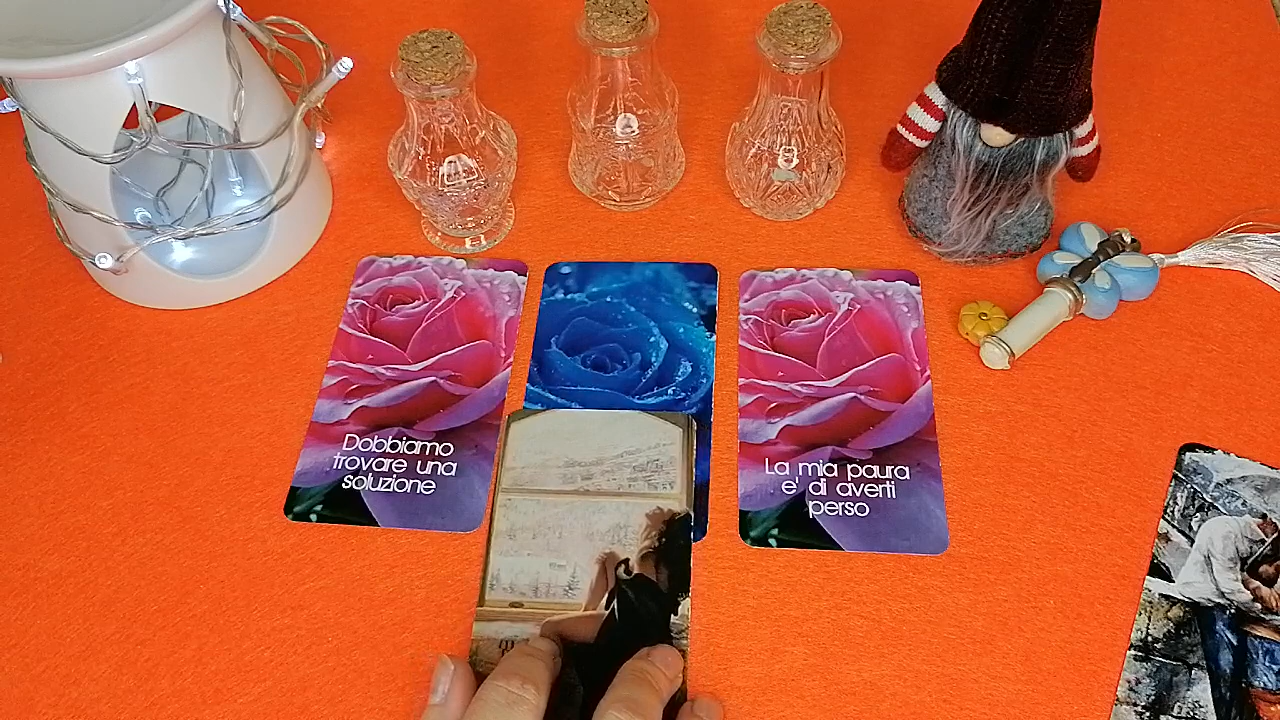 Dobbiamo
trovare una
soluzione
La mia paura
e' di averti
perso